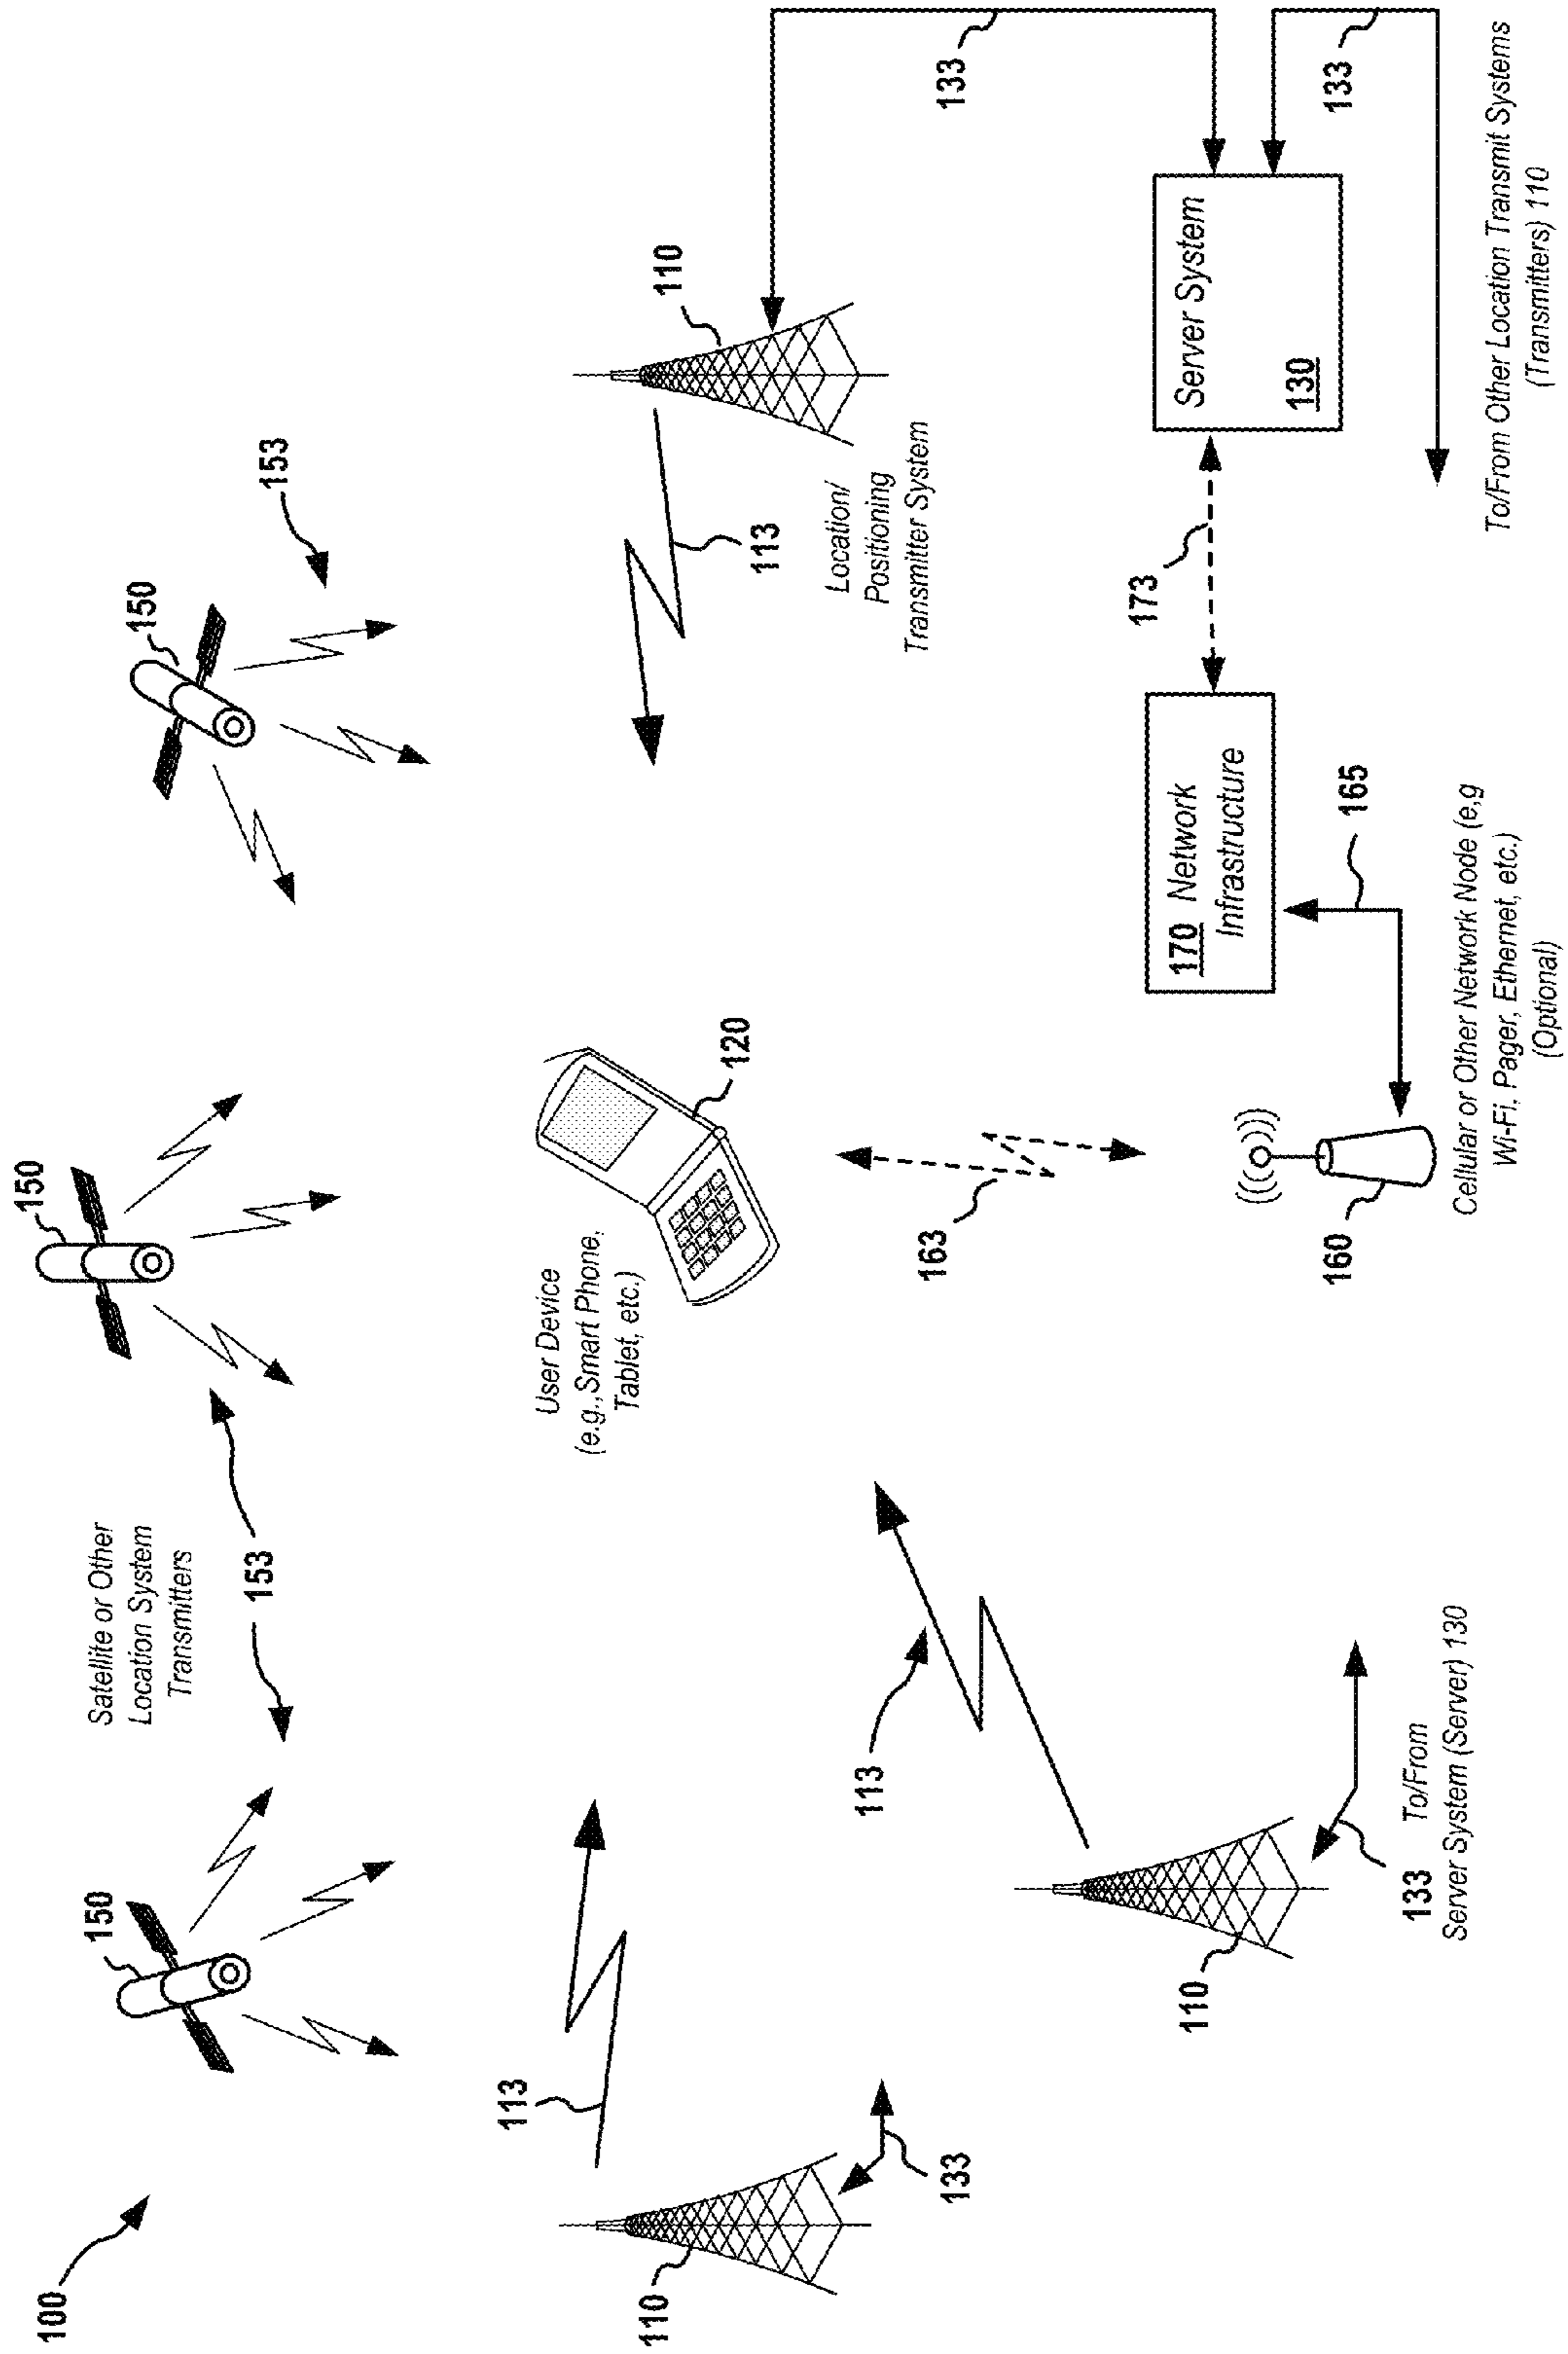 100
150
Satellite or Other
Location System
Transmitters
153
150
150
153
113
110
133
User Device
(e.g.,Smart Phone,
Tablet, etc.)
120
113
Location/
Positioning
Transmitter System
110
133
113
110
133 To/From
Server System (Server) 130
163
160
Cellular or Other Network Node (e,g
Wi-Fi, Pager, Ethernet, etc.)
(Optional)
165
170 Network
Infrastructure
173
Server System
130
133
To/From Other Location Transmit Systems
(Transmitters) 110